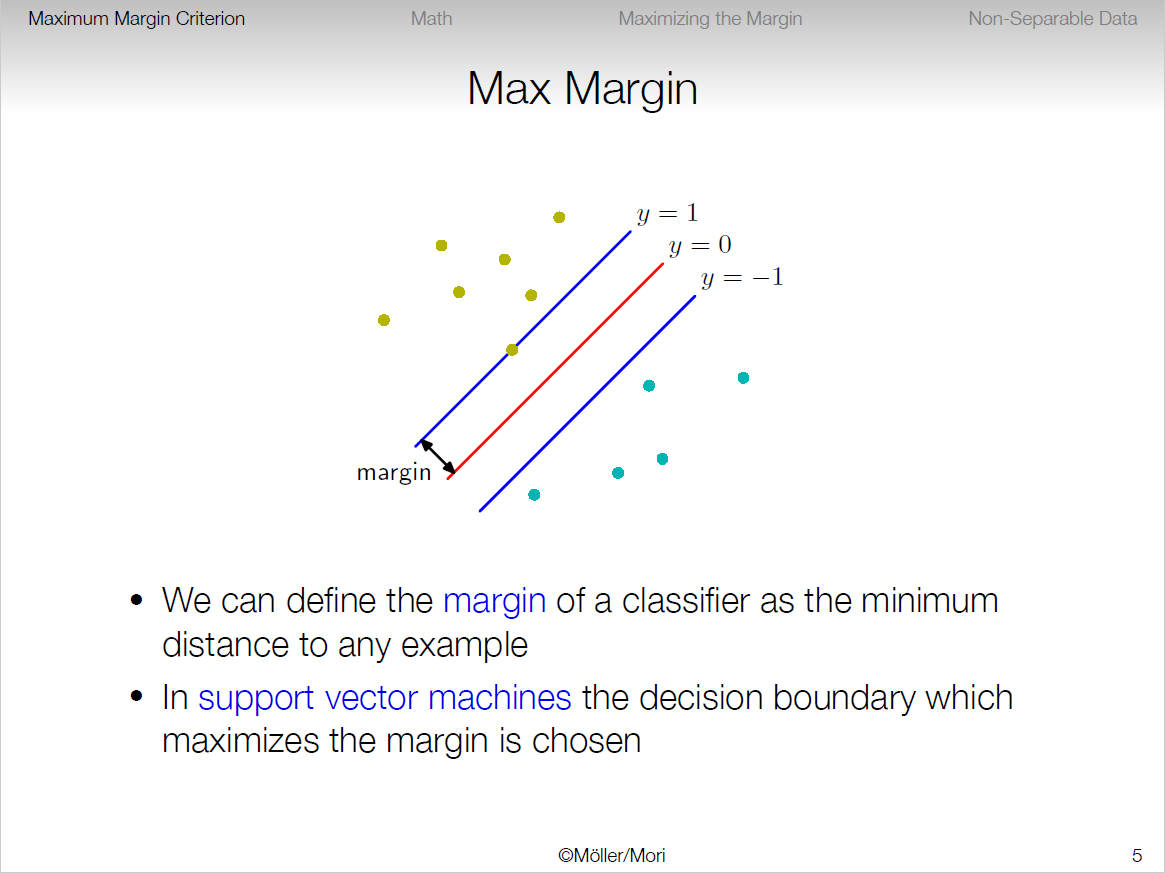 Maximum Margin Criterion Math Maximizing the Margin Non-Separable Data
Max Margin
y = 1
y = 0
y = −1
margin
• We can define the margin of a classifier as the minimum
distance to any example
• In support vector machines the decision boundary which
maximizes the margin is chosen
©Möller/Mori 5